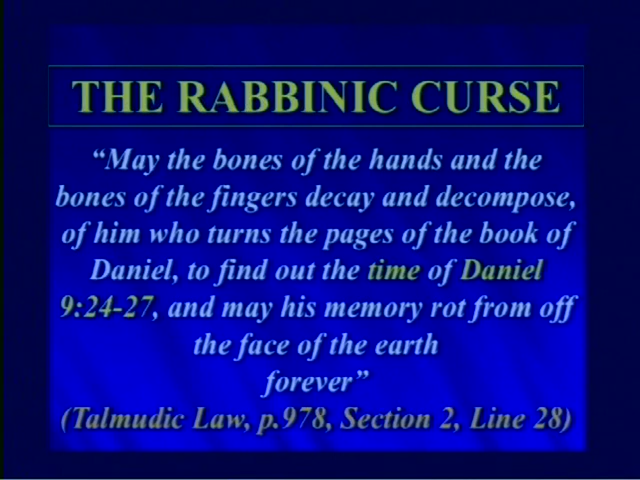 THE RABBINIC CURSE
“May the bones of the hands and the
bones of the fingers decay and decompose,
of him who turns the pages of the book of
Daniel, to find out the time of Daniel
9:24-27, and may his memory rot from off
the face of the earth
forever”
(Talmudic Law, p.978, Section 2, Line 28)